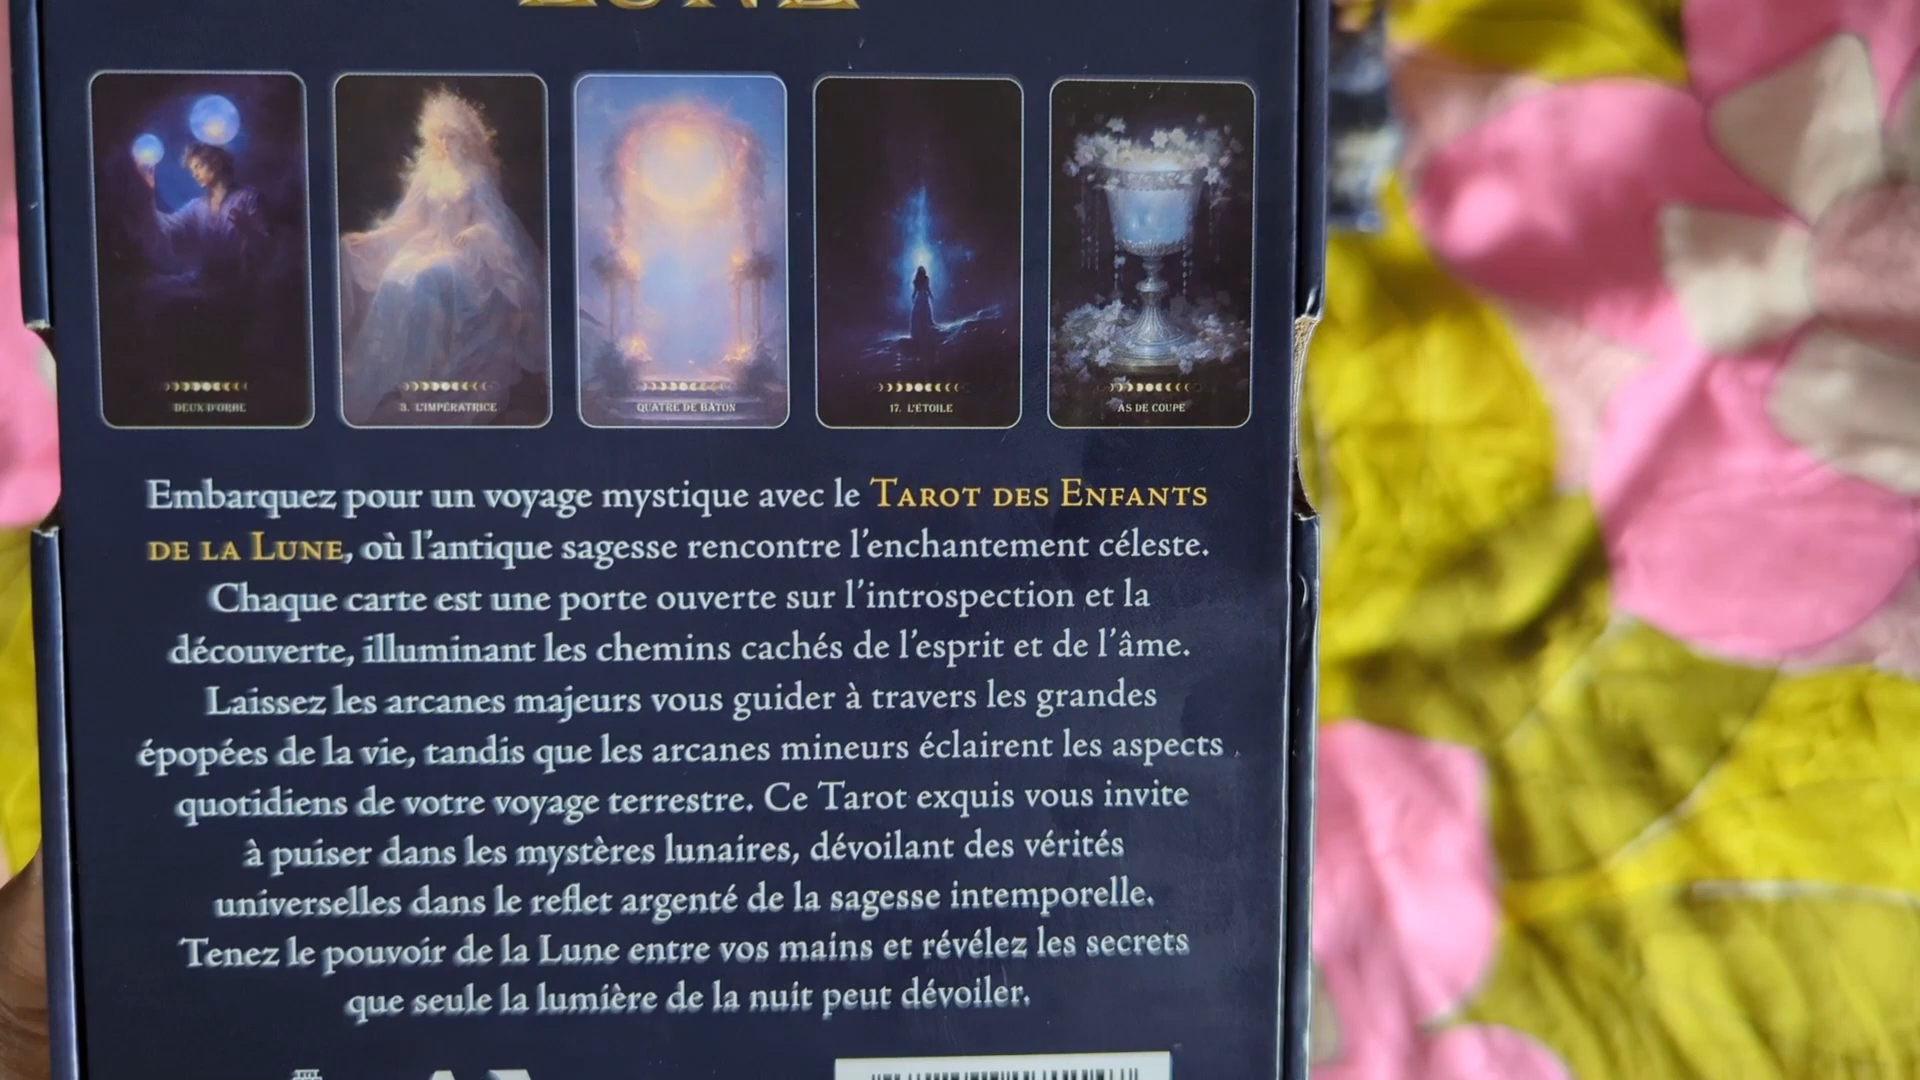 LUNE
DEUX D'ORBE
3. L'IMPÉRATRICE
QUATRE DE BÂTON
17. L'ÉTOILE
AS DE COUPE
Embarquez pour un voyage mystique avec le TAROT DES ENFANTS
DE LA LUNE, où l'antique sagesse rencontre l'enchantement céleste.
Chaque carte est une porte ouverte sur l'introspection et la
découverte, illuminant les chemins cachés de l'esprit et de l'âme.
Laissez les arcanes majeurs vous guider à travers les grandes
épopées de la vie, tandis que les arcanes mineurs éclairent les aspects
quotidiens de votre voyage terrestre. Ce Tarot exquis vous invite
à puiser dans les mystères lunaires, dévoilant des vérités
universelles dans le reflet argenté de la sagesse intemporelle.
Tenez le pouvoir de la Lune entre vos mains et révélez les secrets
que seule la lumière de la nuit peut dévoiler.